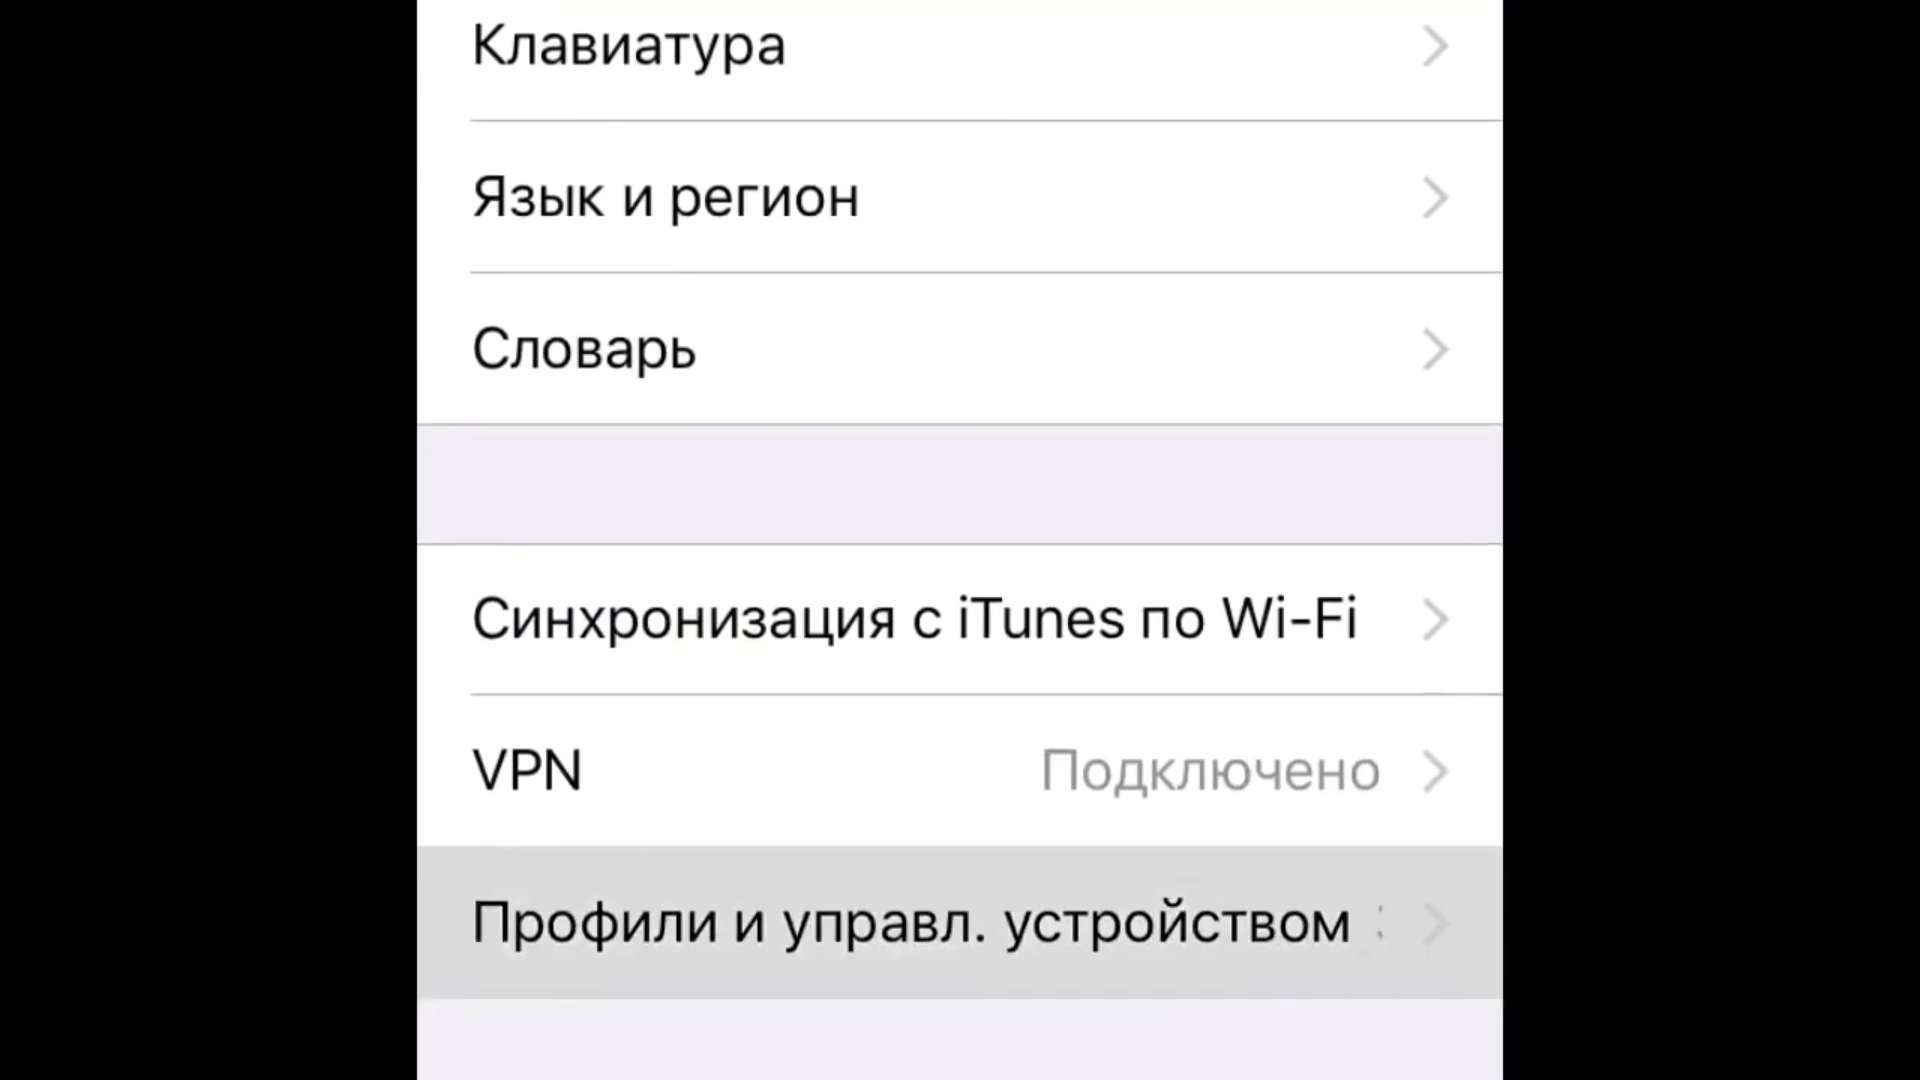 Клавиатура
Язык и регион
Словарь
Синхронизация с iTunes по Wi-Fi
VPN Подключено
Профили и управл. устройством